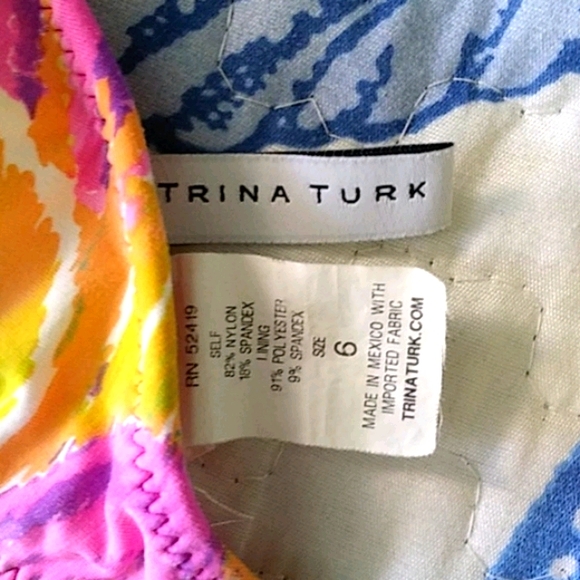 TRINA TURK
RN 52419
SELF
82% NYLON
18% SPANDEX
LINING
91% POLYESTER
9% SPANDEX
SIZE
6
MADE IN MEXICO WITH
IMPORTED FABRIC
TRINATURK.COM